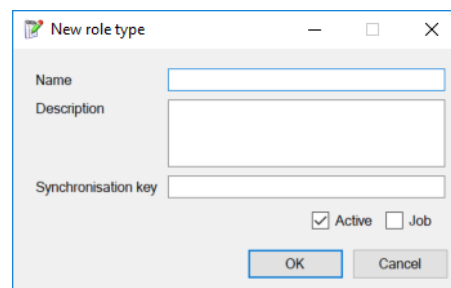 New role type
Name
Description
Synchronisation key
Active Job
OK Cancel